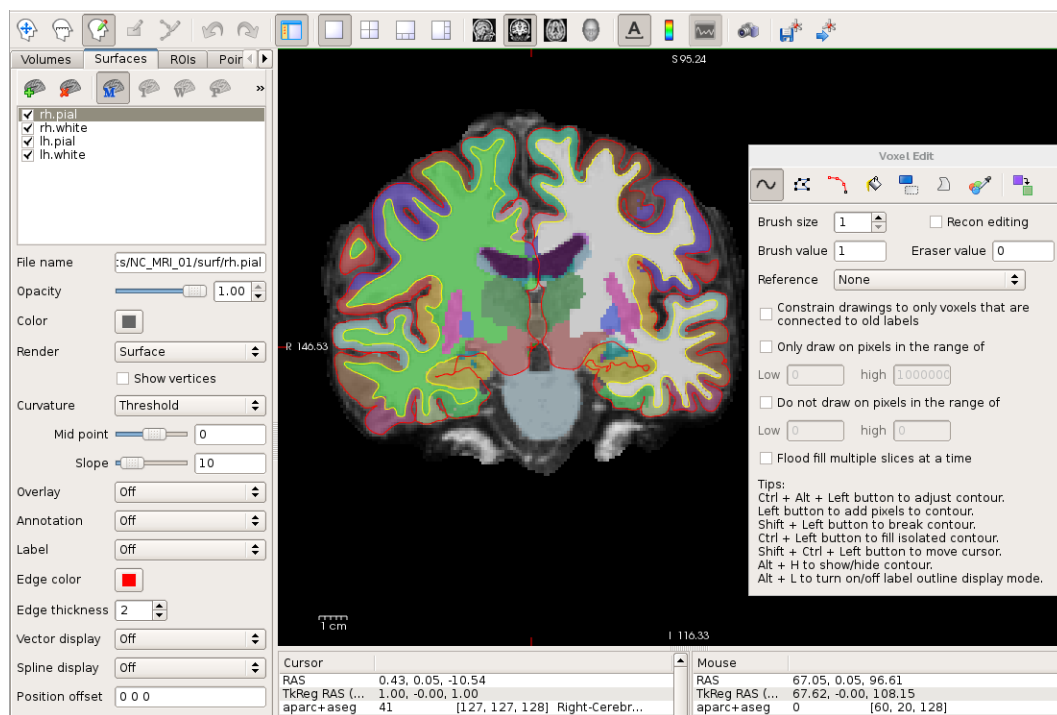 Volumes Surfaces ROIs Poir
»
rh.pial
rh.white
lh.pial
lh.white
File name :s/NC_MRI_01/surf/rh.pial
Opacity 1.00
Color
Render Surface
Show vertices
Curvature Threshold
Mid point 0
Slope 10
Overlay Off
Annotation Off
Label Off
Edge color
Edge thickness 2
Vector display Off
Spline display Off
Position offset 0 0 0
A
M
W
S 95.24
R 146.53
1 cm
I 116.33
Voxel Edit
Brush size 1 Recon editing
Brush value 1 Eraser value 0
Reference None
Constrain drawings to only voxels that are
connected to old labels
Only draw on pixels in the range of
Low 0 high 1000000
Do not draw on pixels in the range of
Low 0 high 0
Flood fill multiple slices at a time
Tips:
Ctrl + Alt + Left button to adjust contour.
Left button to add pixels to contour.
Shift + Left button to break contour.
Ctrl + Left button to fill isolated contour.
Shift + Ctrl + Left button to move cursor.
Alt + H to show/hide contour.
Alt + L to turn on/off label outline display mode.
Cursor
RAS 0.43, 0.05, -10.54
TkReg RAS (... 1.00, -0.00, 1.00
aparc+aseg 41 [127, 127, 128] Right-Cerebr...
Mouse
RAS 67.05, 0.05, 96.61
TkReg RAS (... 67.62, -0.00, 108.15
aparc+aseg 0 [60, 20, 128]